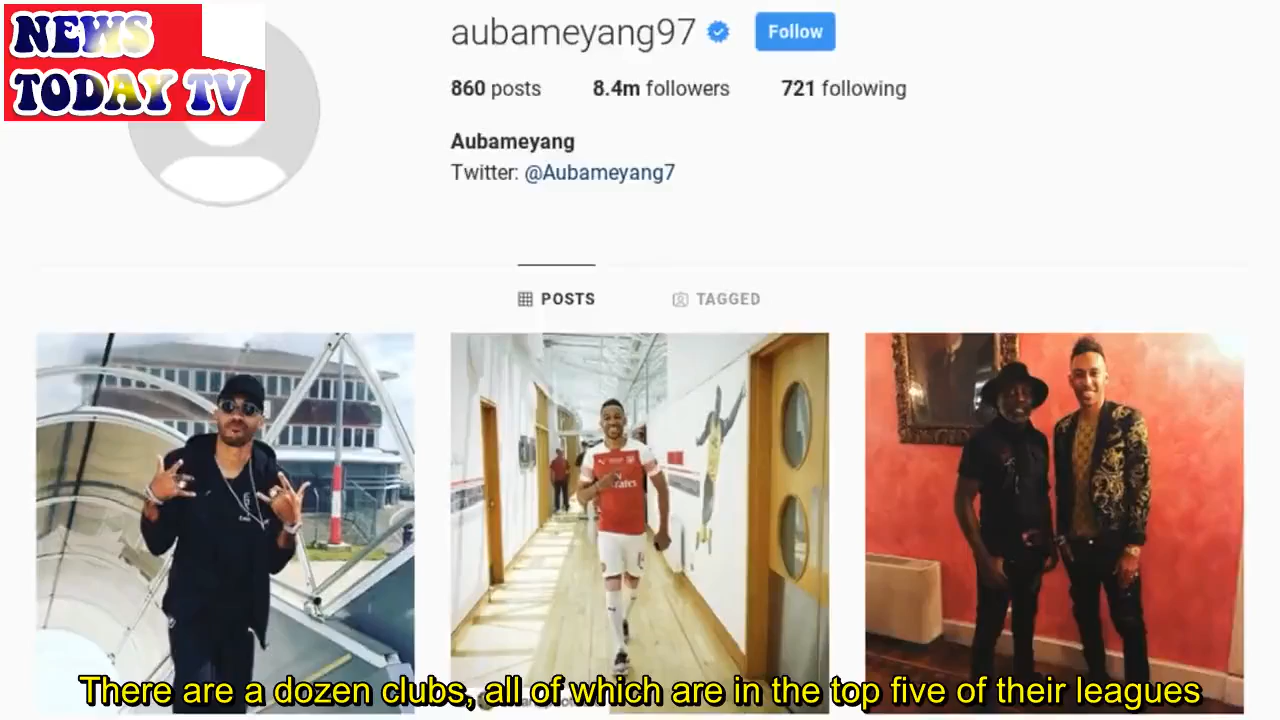 NEWS
TODAY TV
aubameyang97
Follow
860 posts 8.4m followers 721 following
Aubameyang
Twitter: @Aubameyang7
POSTS TAGGED
There are a dozen clubs, all of which are in the top five of their leagues